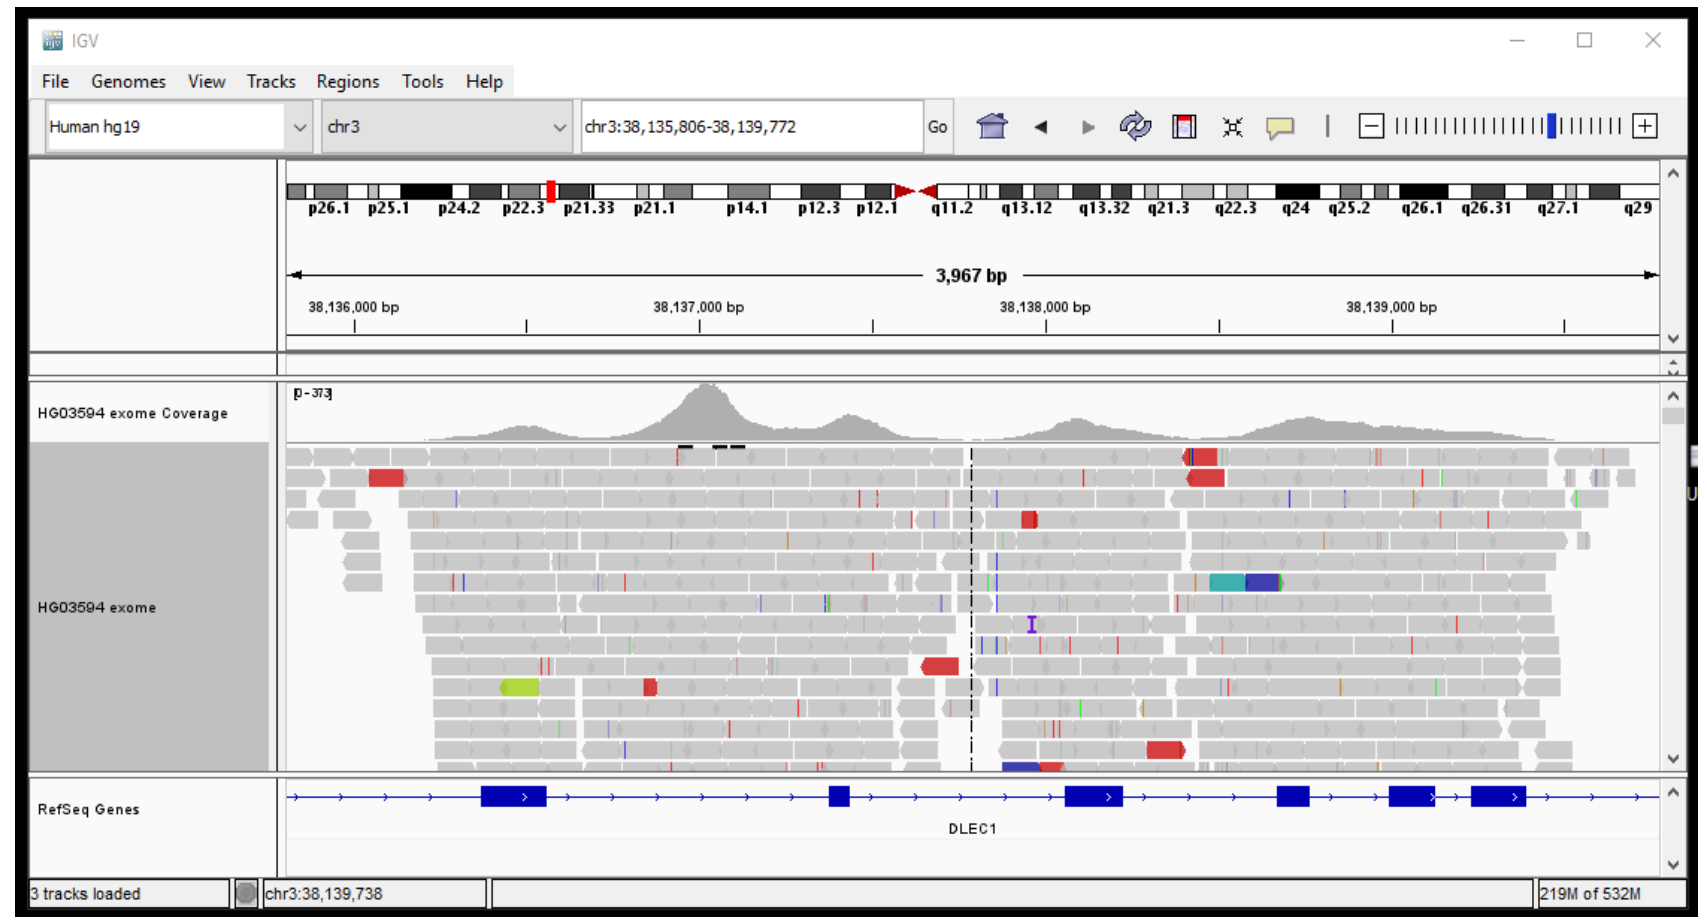 IGV
File Genomes View Tracks Regions Tools Help
Human hg19 chr3 chr3:38,135,806-38,139,772 Go
p26.1 p25.1 p24.2 p22.3 p21.33 p21.1 p14.1 p12.3 p12.1 q11.2 q13.12 q13.32 q21.3 q22.3 q24 q25.2 q26.1 q26.31 q27.1 q29
3,967 bp
38,136,000 bp 38,137,000 bp 38,138,000 bp 38,139,000 bp
[0 - 373]
HG03594 exome Coverage
HG03594 exome
I
RefSeq Genes
DLEC1
3 tracks loaded chr3:38,139,738 219M of 532M